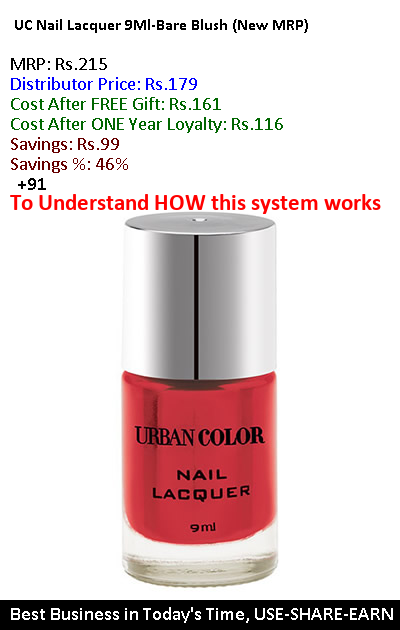 UC Nail Lacquer 9Ml-Bare Blush (New MRP)
MRP: Rs.215
Distributor Price: Rs.179
Cost After FREE Gift: Rs.161
Cost After ONE Year Loyalty: Rs.116
Savings: Rs.99
Savings %: 46%
+91
To Understand HOW this system works
URBAN COLOR
NAIL
LACQUER
9ml
Best Business in Today's Time, USE-SHARE-EARN